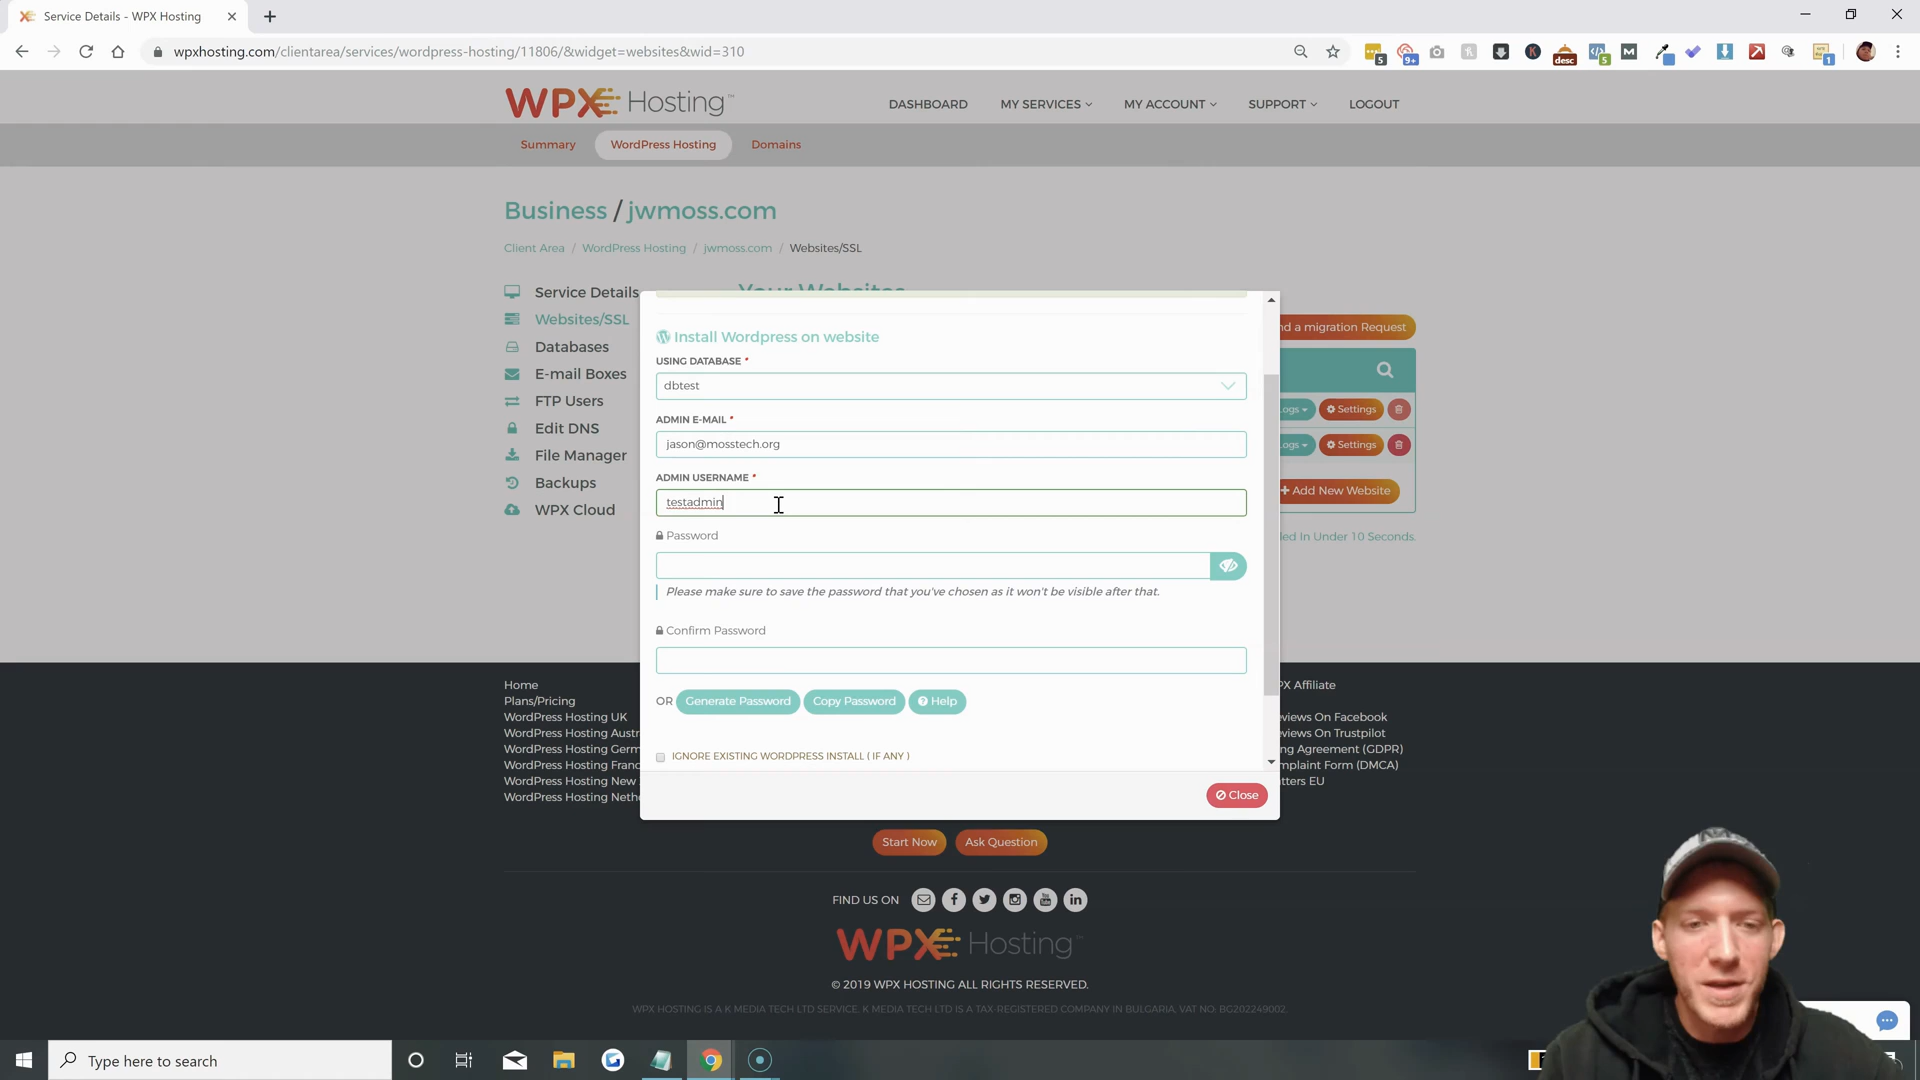 Service Details - WPX Hosting
wpxhosting.com/clientarea/services/wordpress-hosting/11806/&widget=websites&wid=310
5
9+
desc
5
1
WPX Hosting™
DASHBOARD
MY SERVICES
MY ACCOUNT
SUPPORT
LOGOUT
Summary
WordPress Hosting
Domains
Business / jwmoss.com
Client Area / WordPress Hosting / jwmoss.com / Websites/SSL
Service Details
Websites/SSL
Databases
E-mail Boxes
FTP Users
Edit DNS
File Manager
Backups
WPX Cloud
Your Websites
nd a migration Request
ogs
Settings
ogs
Settings
+ Add New Website
led In Under 10 Seconds.
Install Wordpress on website
USING DATABASE *
dbtest
ADMIN E-MAIL *
jason@mosstech.org
ADMIN USERNAME *
testadmin
Password
Please make sure to save the password that you've chosen as it won't be visible after that.
Confirm Password
OR Generate Password Copy Password Help
IGNORE EXISTING WORDPRESS INSTALL ( IF ANY )
Close
Home
Plans/Pricing
WordPress Hosting UK
WordPress Hosting Austr
WordPress Hosting Germ
WordPress Hosting Franc
WordPress Hosting New
WordPress Hosting Neth
PX Affiliate
eviews On Facebook
eviews On Trustpilot
ng Agreement (GDPR)
mplaint Form (DMCA)
tters EU
Start Now
Ask Question
FIND US ON
WPX Hosting™
© 2019 WPX HOSTING ALL RIGHTS RESERVED.
WPX HOSTING IS A K MEDIA TECH LTD SERVICE. K MEDIA TECH LTD IS A TAX-REGISTERED COMPANY IN BULGARIA, VAT NO: BG202249002.
Type here to search